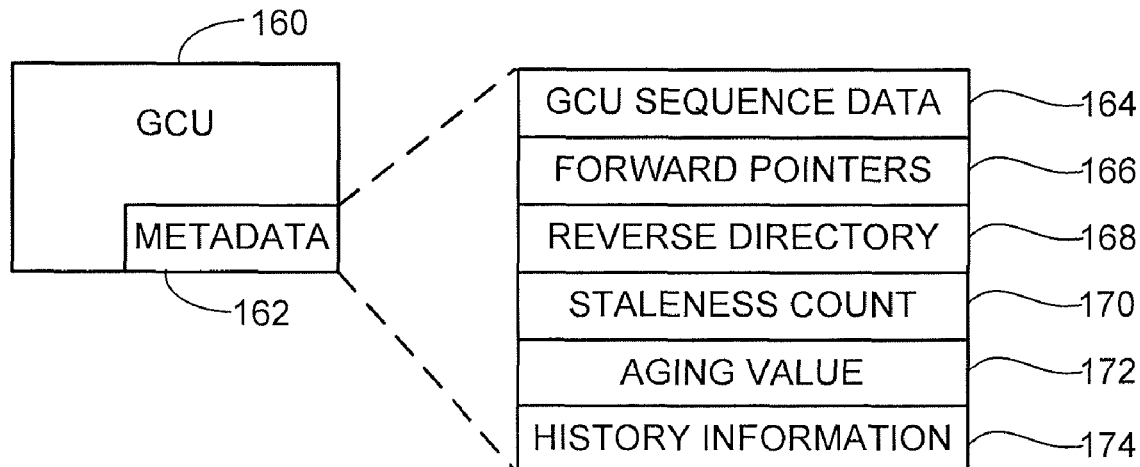 160
GCU
METADATA
162
GCU SEQUENCE DATA 164
FORWARD POINTERS 166
REVERSE DIRECTORY 168
STALENESS COUNT 170
AGING VALUE 172
HISTORY INFORMATION 174